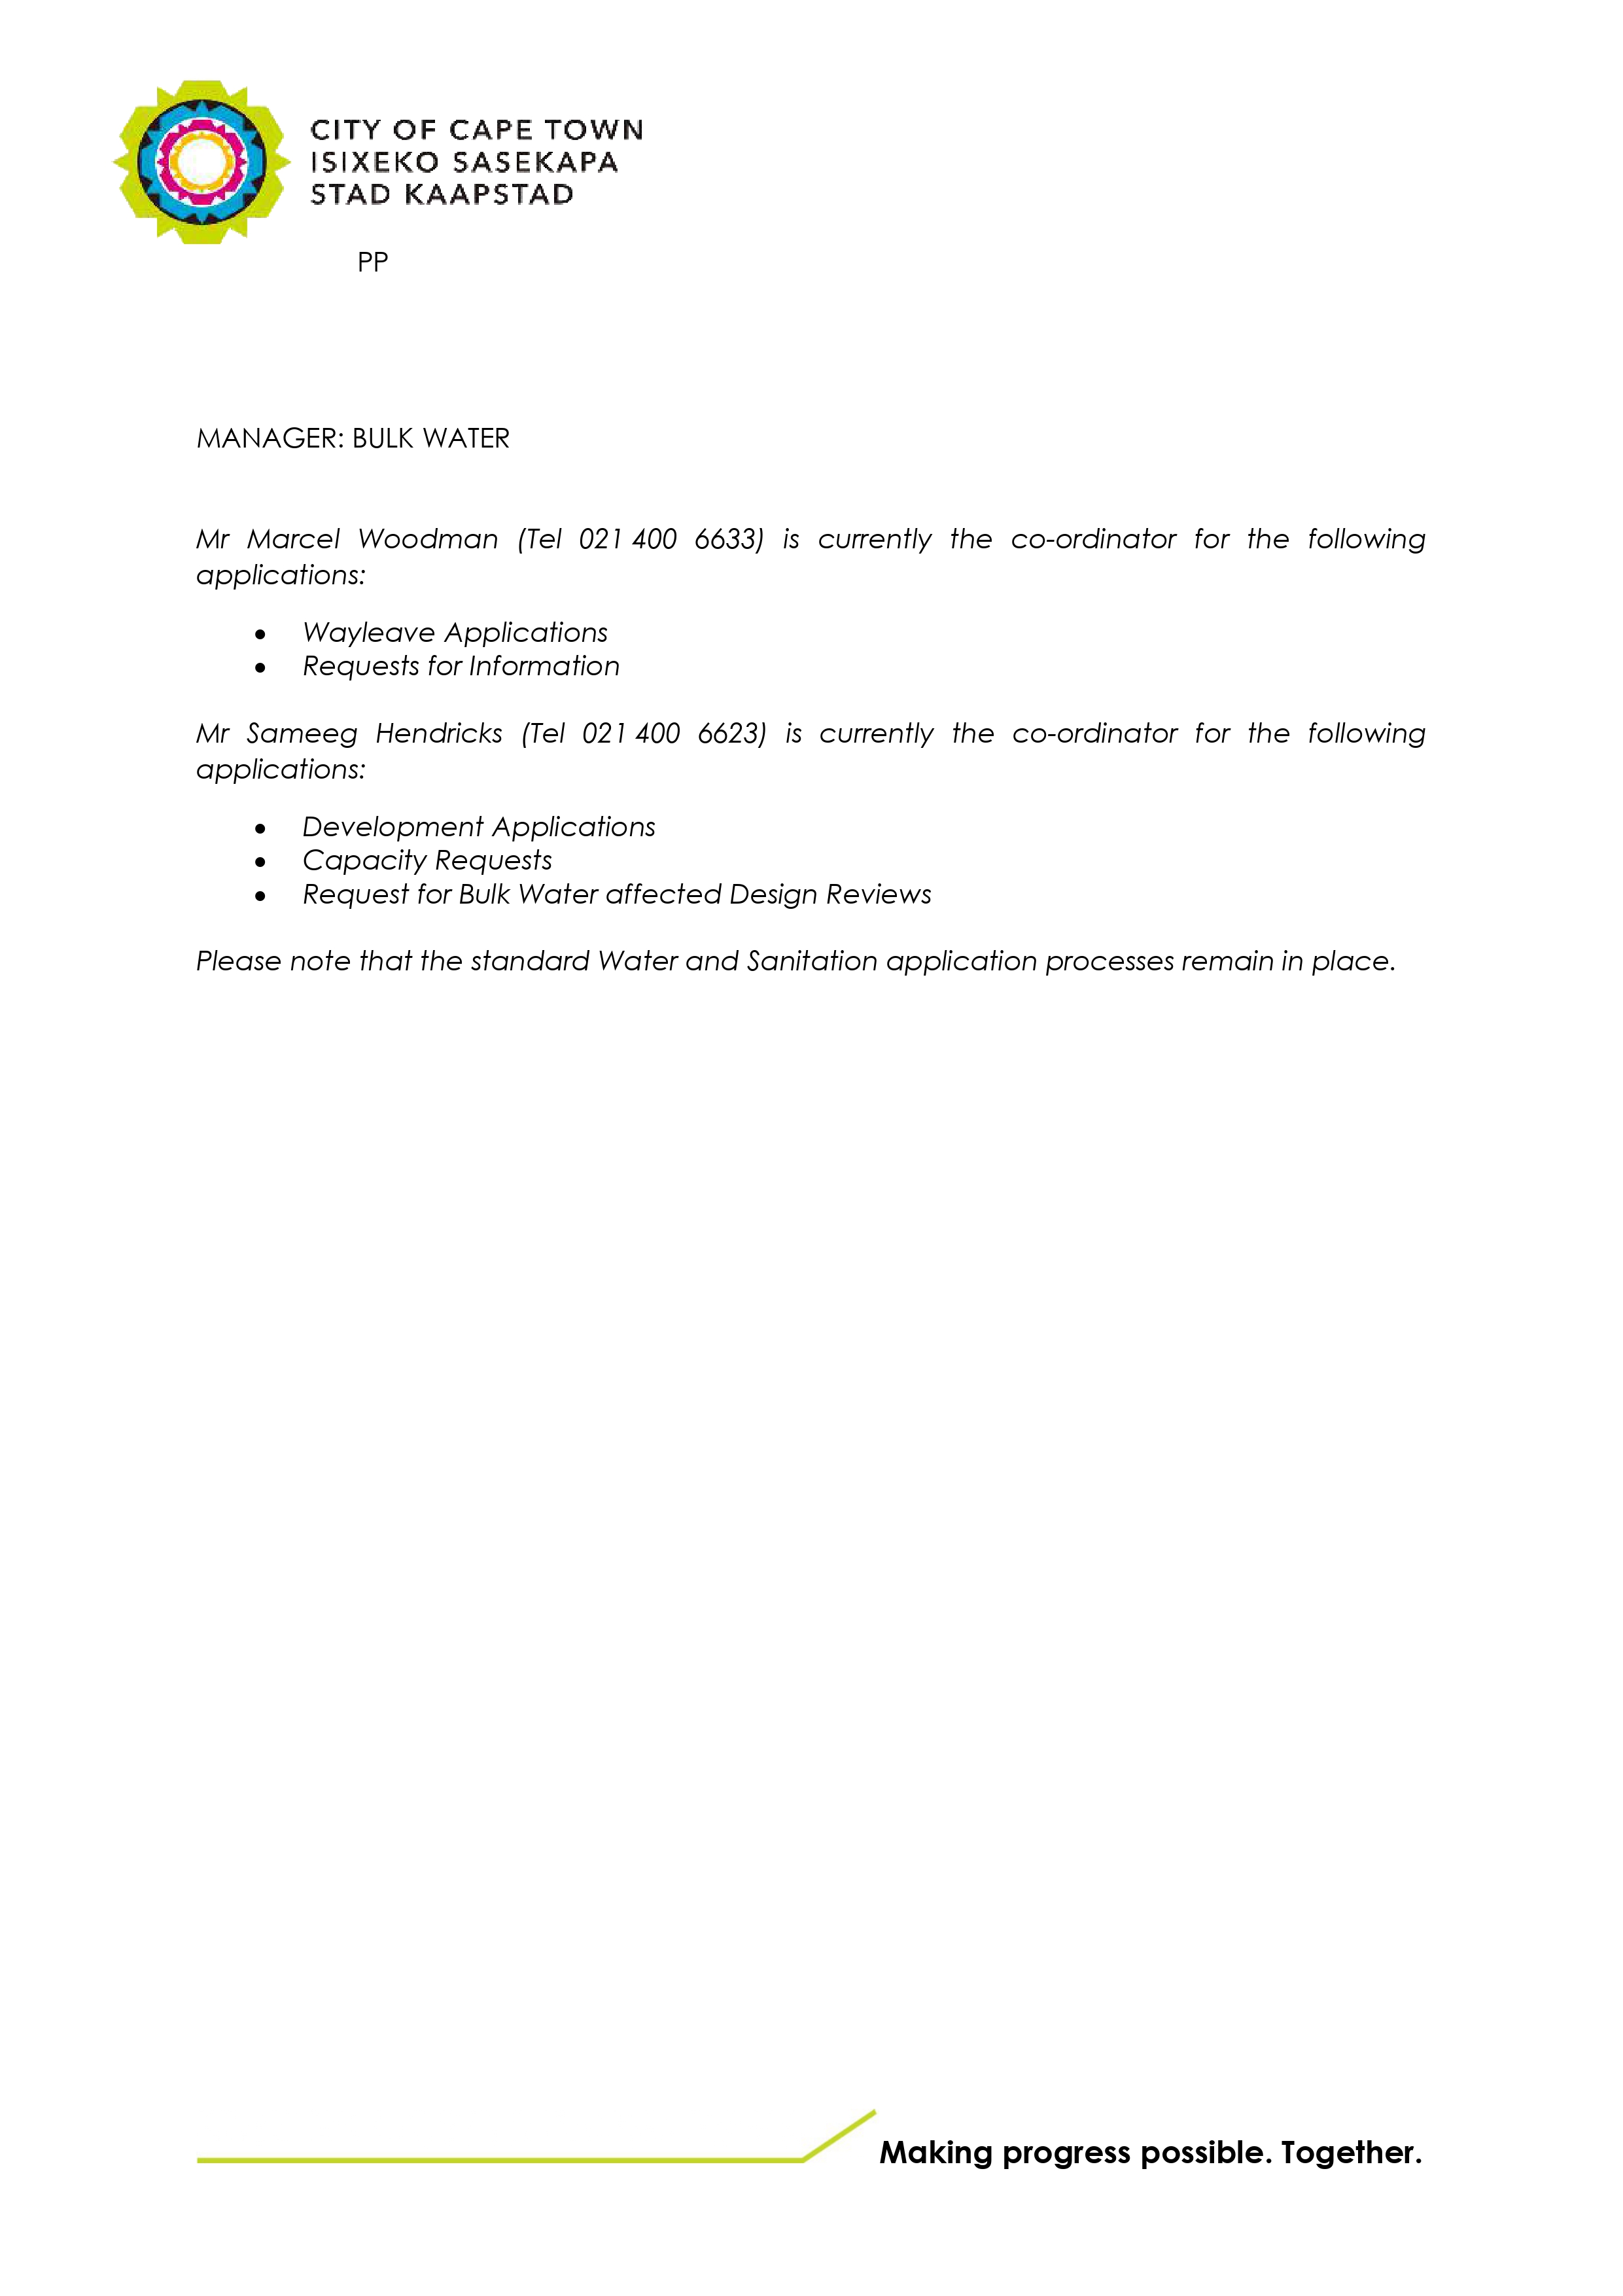 CITY OF CAPE TOWN
ISIXEKO SASEKAPA
STAD KAAPSTAD
PP
MANAGER: BULK WATER
Mr Marcel Woodman (Tel 021 400 6633) is currently the co-ordinator for the following
applications:
• Wayleave Applications
• Requests for Information
Mr Sameeg Hendricks (Tel 021 400 6623) is currently the co-ordinator for the following
applications:
• Development Applications
• Capacity Requests
• Request for Bulk Water affected Design Reviews
Please note that the standard Water and Sanitation application processes remain in place.
Making progress possible. Together.